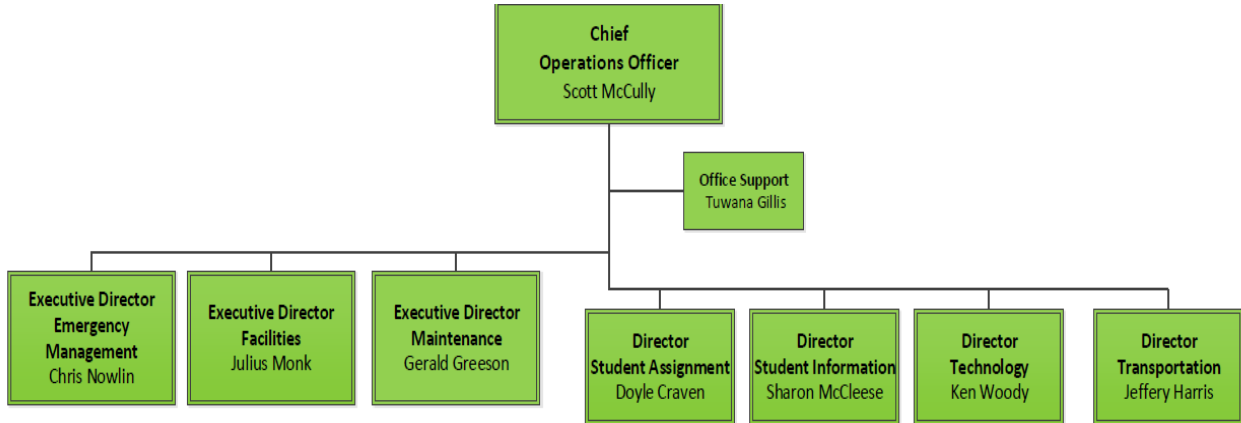 Chief
Operations Officer
Scott McCully
Office Support
Tuwana Gillis
Executive Director
Emergency
Management
Chris Nowlin
Executive Director
Facilities
Julius Monk
Executive Director
Maintenance
Gerald Greeson
Director
Student Assignment
Doyle Craven
Director
Student Information
Sharon McCleese
Director
Technology
Ken Woody
Director
Transportation
Jeffery Harris